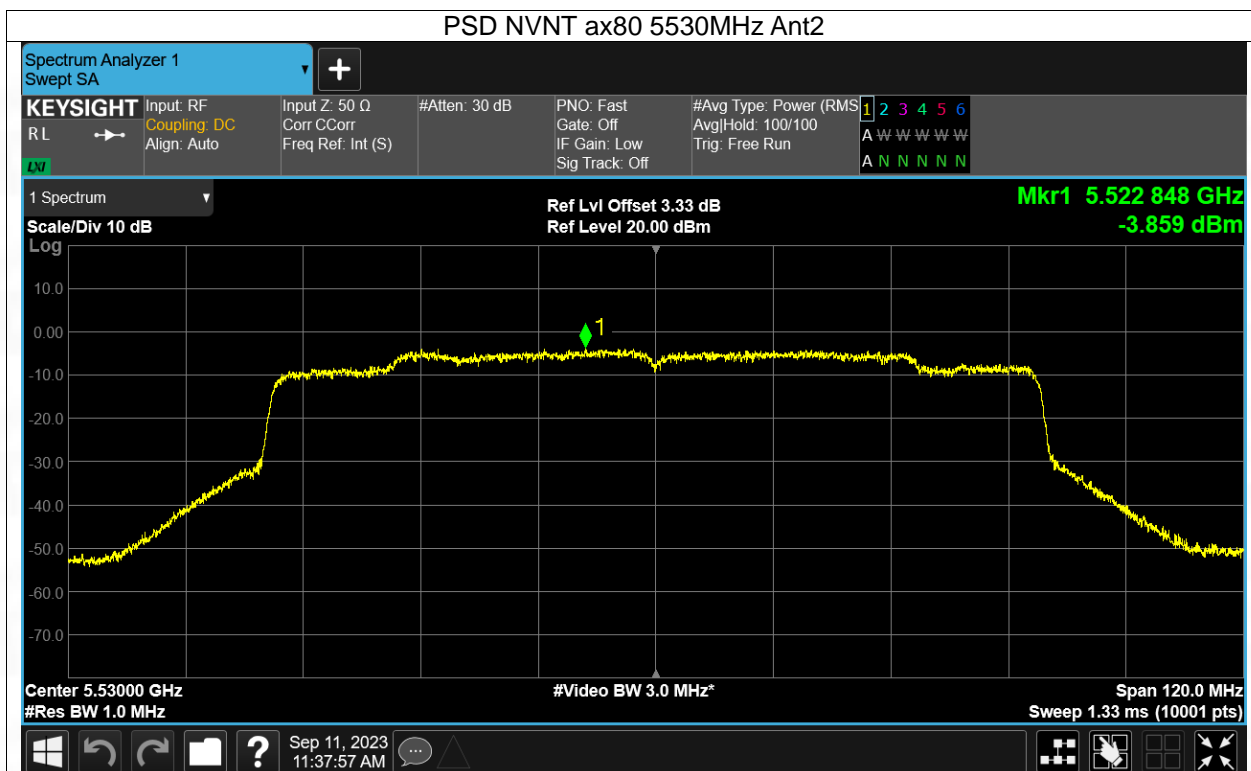 PSD NVNT ax80 5530MHz Ant2
Spectrum Analyzer 1
Swept SA
KEYSIGHT
R L
LXI
Input: RF
Coupling: DC
Align: Auto
Input Z: 50 Ω
Corr CCorr
Freq Ref: Int (S)
#Atten: 30 dB
PNO: Fast
Gate: Off
IF Gain: Low
Sig Track: Off
#Avg Type: Power (RMS
Avg|Hold: 100/100
Trig: Free Run
1 2 3 4 5 6
A W W W W W
A N N N N N
1 Spectrum
Scale/Div 10 dB
Ref Lvl Offset 3.33 dB
Ref Level 20.00 dBm
Mkr1 5.522 848 GHz
-3.859 dBm
Log
10.0
0.00
-10.0
-20.0
-30.0
-40.0
-50.0
-60.0
-70.0
1
Center 5.53000 GHz
#Res BW 1.0 MHz
#Video BW 3.0 MHz*
Span 120.0 MHz
Sweep 1.33 ms (10001 pts)
?
Sep 11, 2023
11:37:57 AM